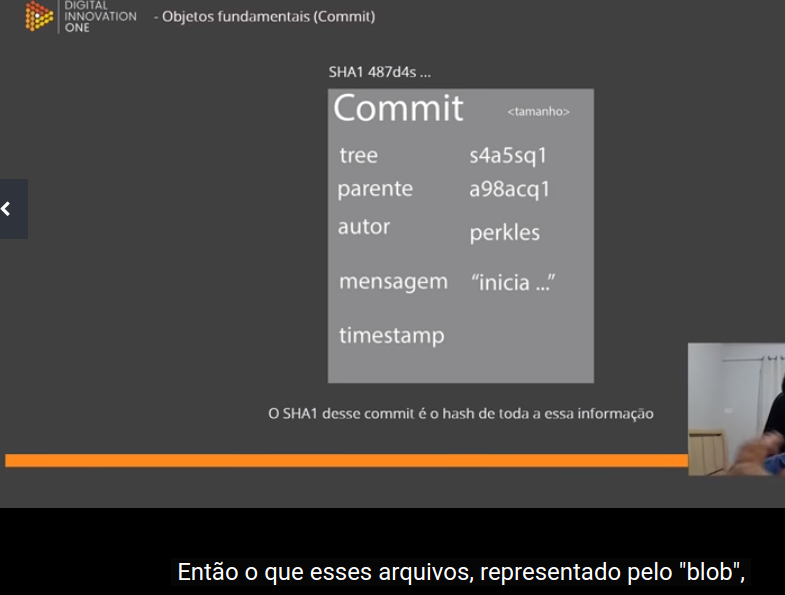 DIGITAL
INNOVATION
ONE
- Objetos fundamentais (Commit)
SHA1 487d4s ...
Commit <tamanho>
tree s4a5sq1
parente a98acq1
autor perkles
mensagem “inicia ...”
timestamp
O SHA1 desse commit é o hash de toda a essa informação
Então o que esses arquivos, representado pelo "blob",